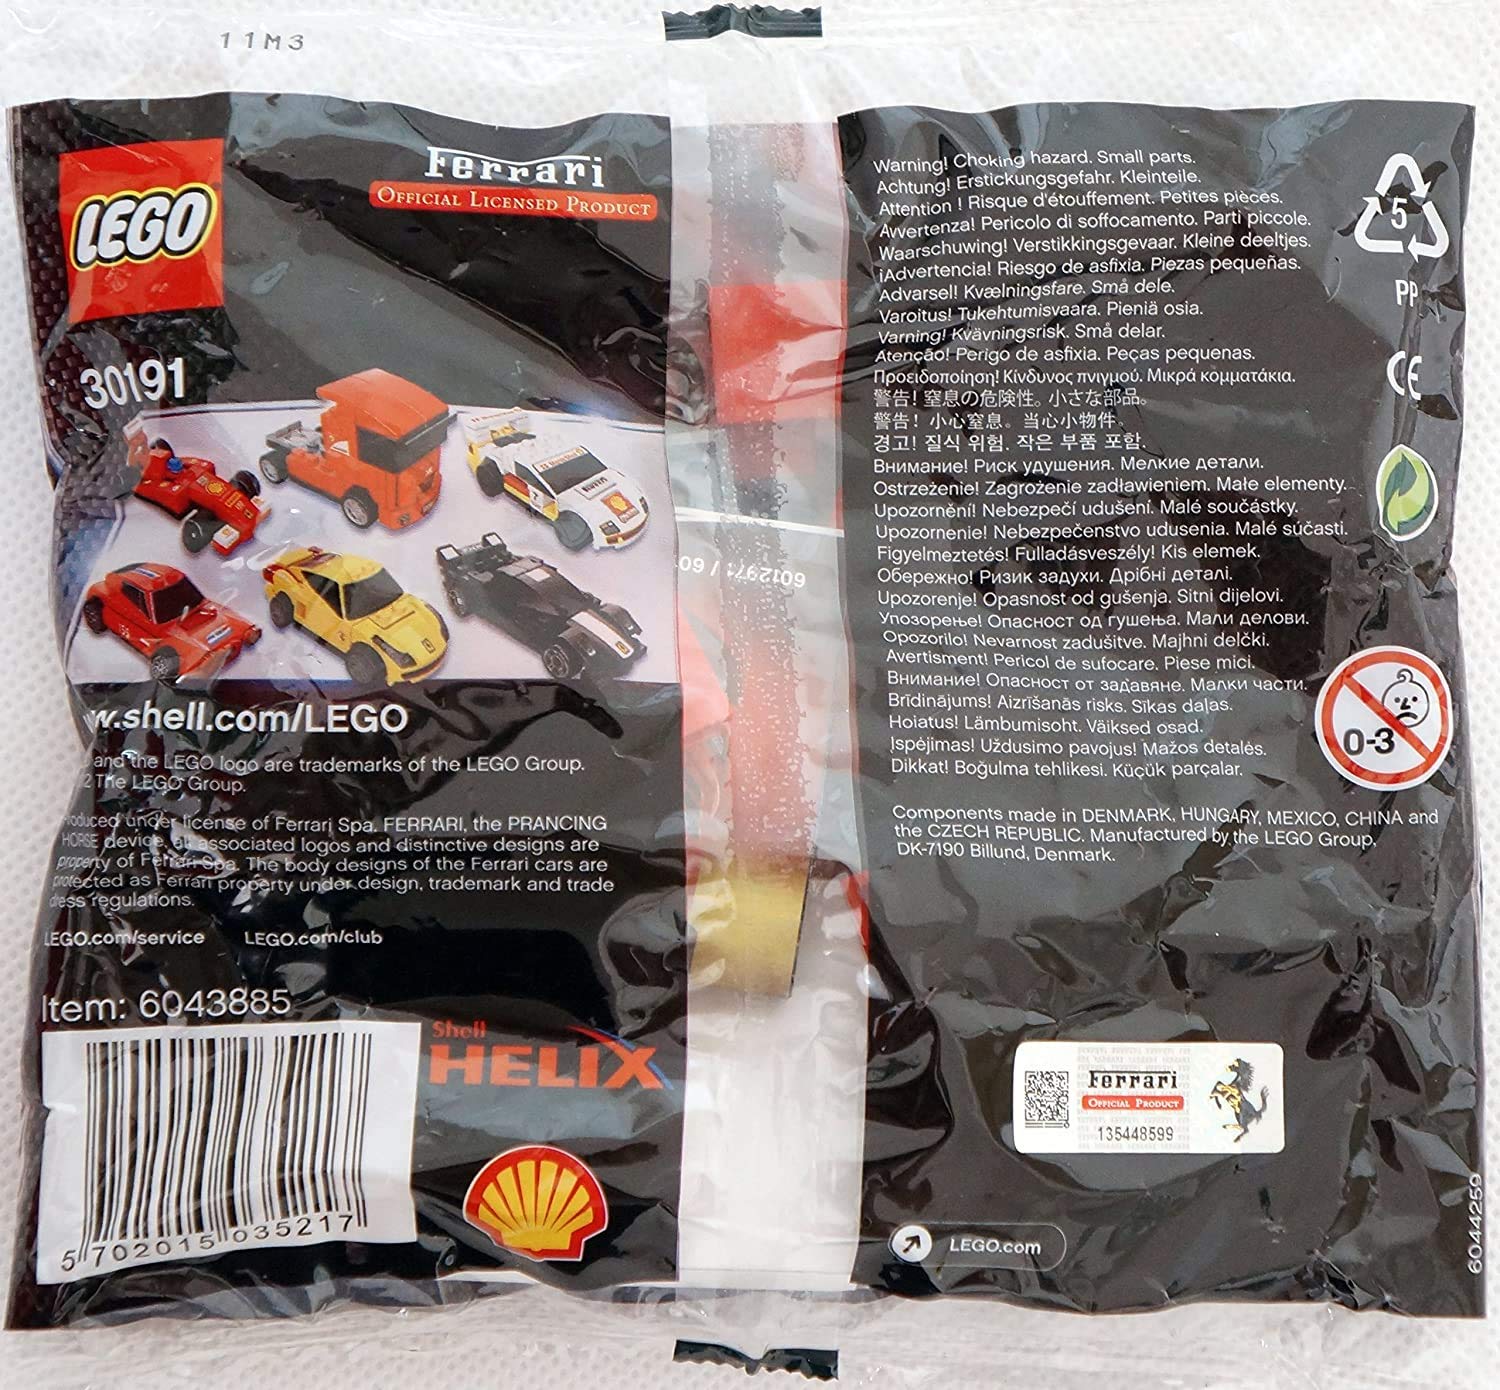 11M3
LEGO
Ferrari
OFFICIAL LICENSED PRODUCT
30191
w.shell.com/LEGO
and the LEGO logo are trademarks of the LEGO Group.
2 The LEGO Group.
oduced under license of Ferrari Spa. FERRARI, the PRANCING
HORSE device, all associated logos and distinctive designs are
property of Ferrari Spa. The body designs of the Ferrari cars are
protected as Ferrari property under design, trademark and trade
dress regulations.
LEGO.com/service LEGO.com/club
Item: 6043885
Shell
HELIX
5 702015 035217
Warning! Choking hazard. Small parts.
Achtung! Erstickungsgefahr. Kleinteile.
Attention ! Risque d'étouffement. Petites pièces.
Avvertenza! Pericolo di soffocamento. Parti piccole.
Waarschuwing! Verstikkingsgevaar. Kleine deeltjes.
¡Advertencia! Riesgo de asfixia. Piezas pequeñas.
Advarsel! Kvælningsfare. Små dele.
Varoitus! Tukehtumisvaara. Pieniä osia.
Varning! Kvävningsrisk. Små delar.
Atenção! Perigo de asfixia. Peças pequenas.
Προειδοποίηση! Κίνδυνος πνιγμού. Μικρά κομματάκια.
警告! 窒息の危険性。小さな部品。
警告! 小心窒息。当心小物件。
경고! 질식 위험. 작은 부품 포함.
Внимание! Риск удушения. Мелкие детали.
Ostrzeżenie! Zagrożenie zadławieniem. Małe elementy.
Upozornění! Nebezpečí udušení. Malé součástky.
Upozornenie! Nebezpečenstvo udusenia. Malé súčasti.
Figyelmeztetés! Fulladásveszély! Kis elemek.
Обережно! Ризик задухи. Дрібні деталі.
Upozorenje! Opasnost od gušenja. Sitni dijelovi.
Упозорење! Опасност од гушења. Мали делови.
Opozorilo! Nevarnost zadušitve. Majhni delčki.
Avertisment! Pericol de sufocare. Piese mici.
Внимание! Опасност от задавяне. Малки части.
Brīdinājums! Aizrīšanās risks. Sīkas daļas.
Hoiatus! Lämbumisoht. Väiksed osad.
Įspėjimas! Uždusimo pavojus! Mažos detalės.
Dikkat! Boğulma tehlikesi. Küçük parçalar.
Components made in DENMARK, HUNGARY, MEXICO, CHINA and
the CZECH REPUBLIC. Manufactured by the LEGO Group,
DK-7190 Billund, Denmark.
5
PP
CE
0-3
Ferrari
OFFICIAL PRODUCT
135448599
LEGO.com
6044259